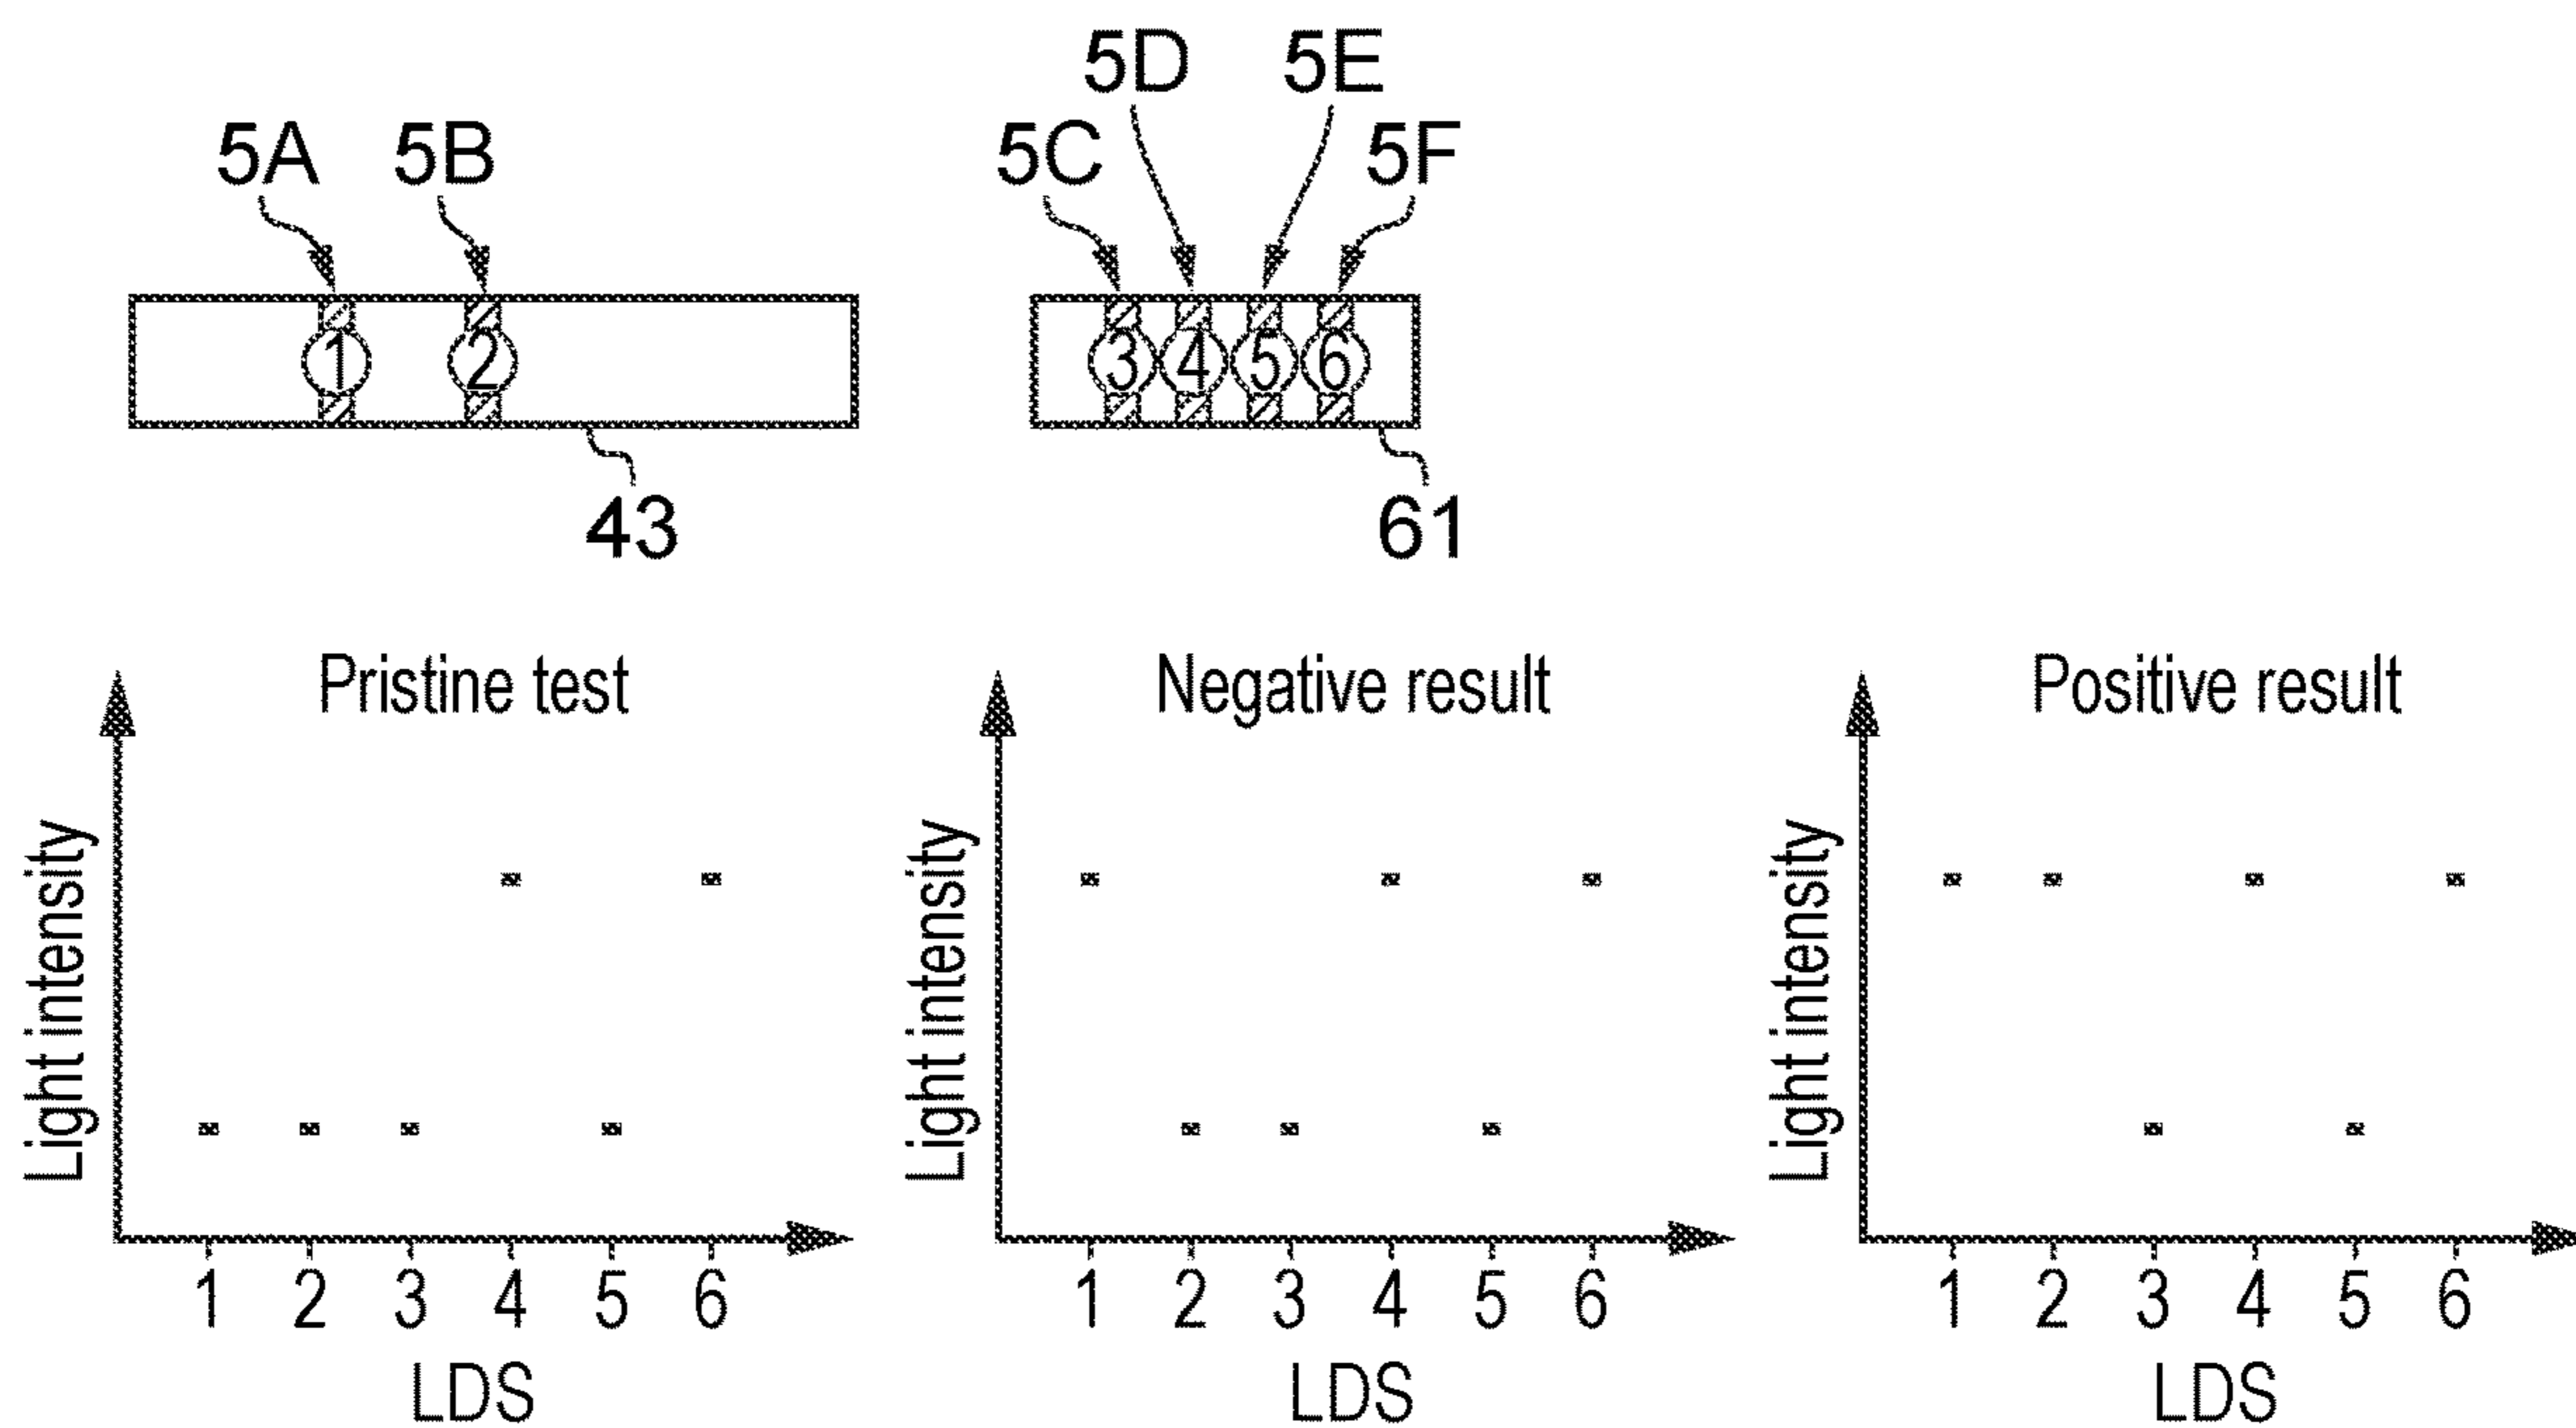 5D 5E
5A 5B 5C 5F
1 2 3 4 5 6
43 61
Pristine test Negative result Positive result
Light intensity Light intensity Light intensity
1 2 3 4 5 6 1 2 3 4 5 6 1 2 3 4 5 6
LDS LDS LDS